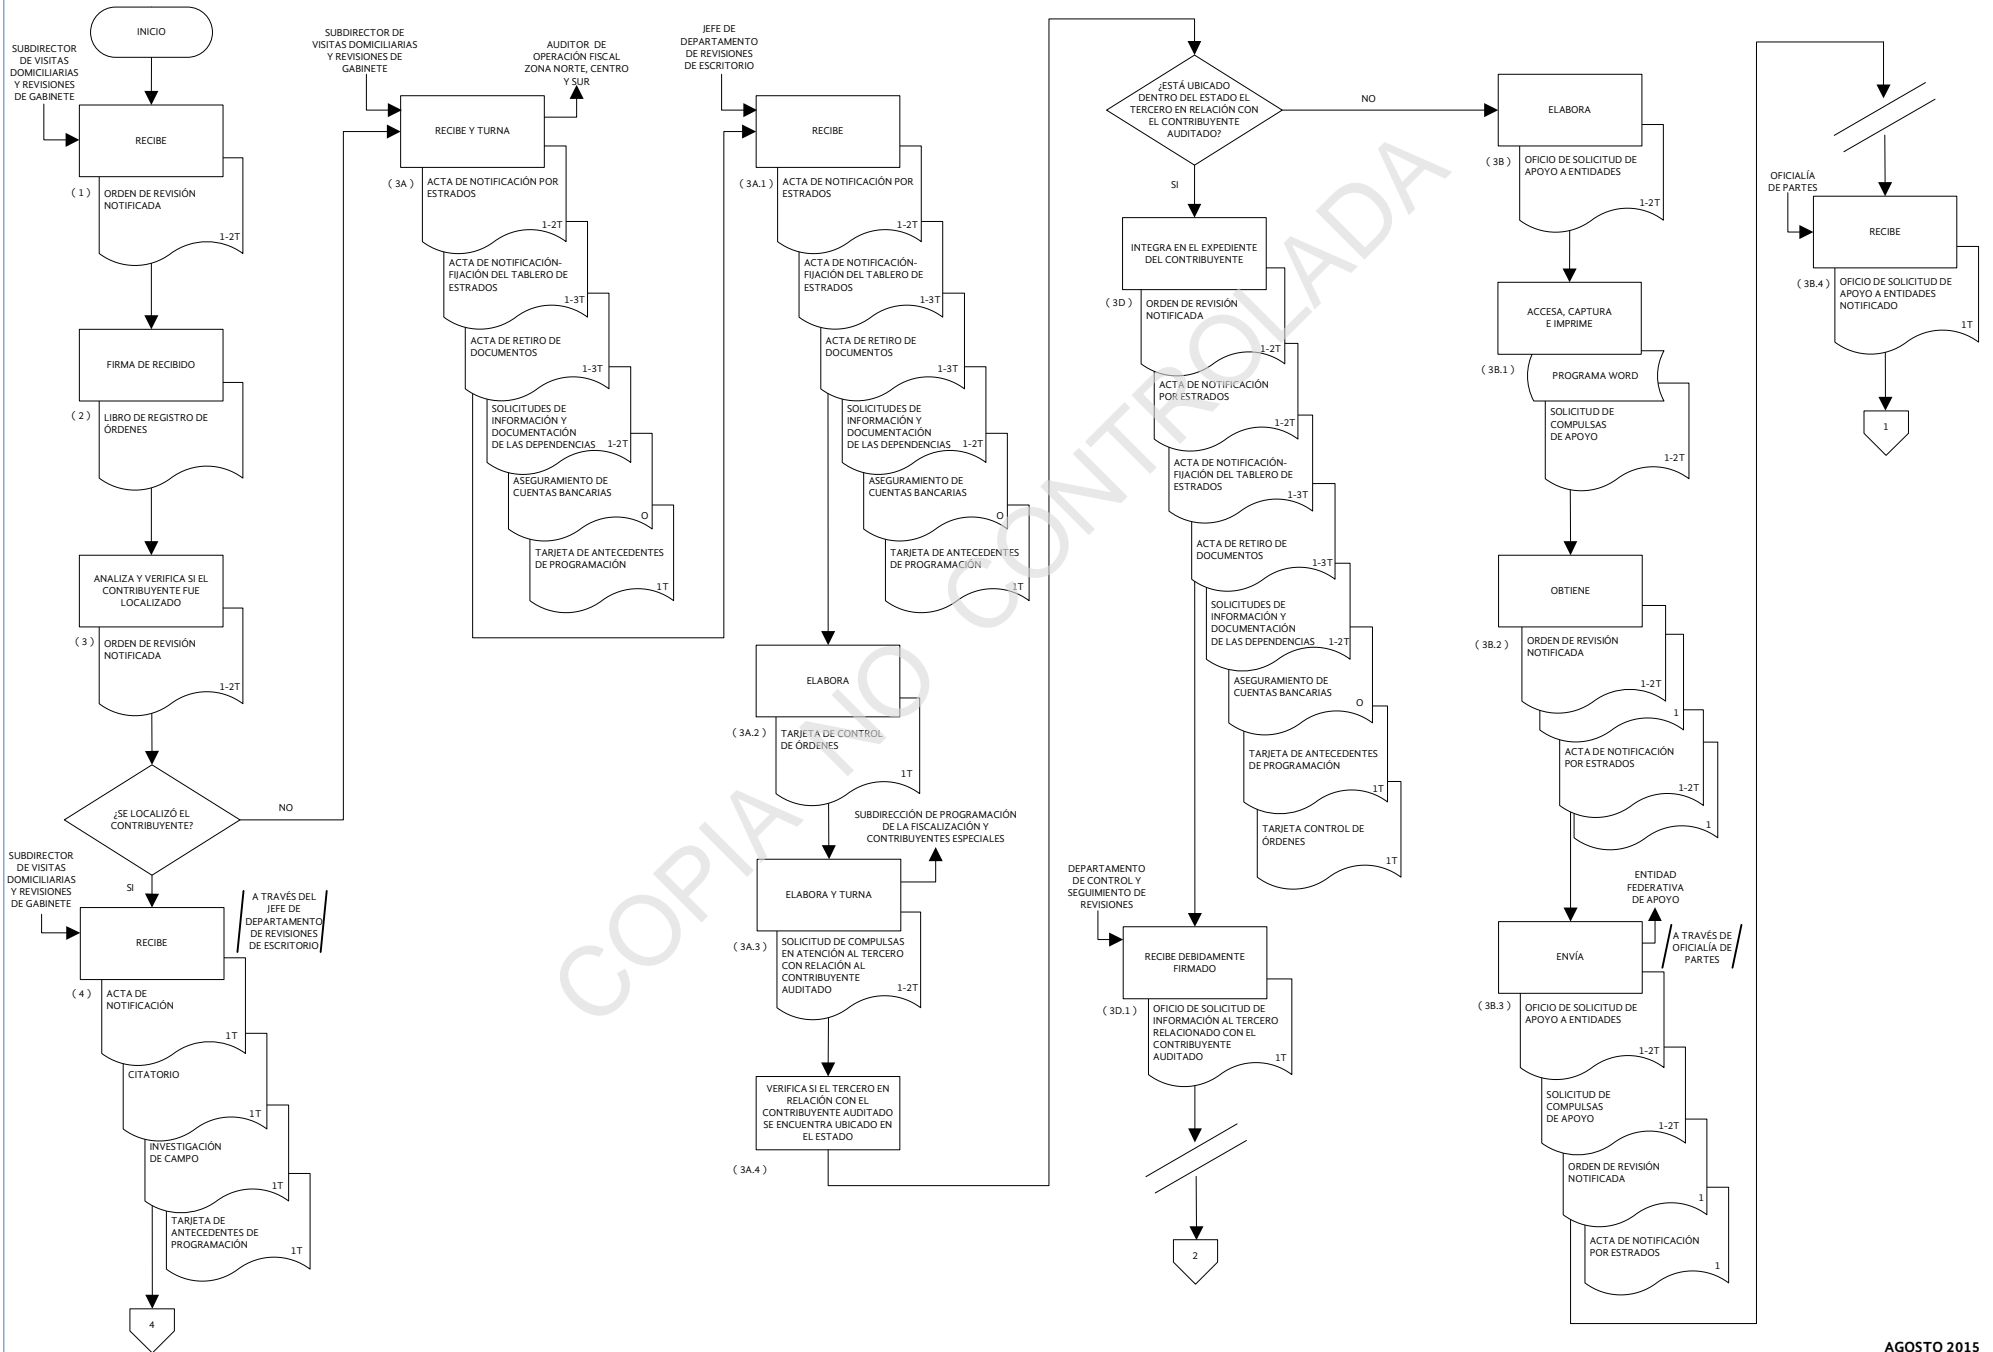 INICIO
SUBDIRECTOR
DE VISITAS
DOMICILIARIAS
Y REVISIONES
DE GABINETE
RECIBE
( 1 )
ORDEN DE REVISIÓN
NOTIFICADA
1-2T
FIRMA DE RECIBIDO
( 2 )
LIBRO DE REGISTRO DE
ÓRDENES
ANALIZA Y VERIFICA SI EL
CONTRIBUYENTE FUE
LOCALIZADO
( 3 )
ORDEN DE REVISIÓN
NOTIFICADA
1-2T
¿SE LOCALIZÓ EL
CONTRIBUYENTE?
NO
SI
SUBDIRECTOR
DE VISITAS
DOMICILIARIAS
Y REVISIONES
DE GABINETE
RECIBE
A TRAVÉS DEL
JEFE DE
DEPARTAMENTO
DE REVISIONES
DE ESCRITORIO
( 4 )
ACTA DE
NOTIFICACIÓN
1T
CITATORIO
1T
INVESTIGACIÓN
DE CAMPO
1T
TARJETA DE
ANTECEDENTES DE
PROGRAMACIÓN
1T
4
SUBDIRECTOR DE
VISITAS DOMICILIARIAS
Y REVISIONES DE
GABINETE
AUDITOR DE
OPERACIÓN FISCAL
ZONA NORTE, CENTRO
Y SUR
RECIBE Y TURNA
( 3A )
ACTA DE NOTIFICACIÓN POR
ESTRADOS
1-2T
ACTA DE NOTIFICACIÓN-
FIJACIÓN DEL TABLERO DE
ESTRADOS
1-3T
ACTA DE RETIRO DE
DOCUMENTOS
1-3T
SOLICITUDES DE
INFORMACIÓN Y
DOCUMENTACIÓN
DE LAS DEPENDENCIAS
1-2T
ASEGURAMIENTO DE
CUENTAS BANCARIAS
O
TARJETA DE ANTECEDENTES
DE PROGRAMACIÓN
1T
JEFE DE
DEPARTAMENTO
DE REVISIONES
DE ESCRITORIO
RECIBE
( 3A.1 )
ACTA DE NOTIFICACIÓN POR
ESTRADOS
1-2T
ACTA DE NOTIFICACIÓN-
FIJACIÓN DEL TABLERO DE
ESTRADOS
1-3T
ACTA DE RETIRO DE
DOCUMENTOS
1-3T
SOLICITUDES DE
INFORMACIÓN Y
DOCUMENTACIÓN
DE LAS DEPENDENCIAS
1-2T
ASEGURAMIENTO DE
CUENTAS BANCARIAS
O
TARJETA DE ANTECEDENTES
DE PROGRAMACIÓN
1T
ELABORA
( 3A.2 )
TARJETA DE CONTROL
DE ÓRDENES
1T
SUBDIRECCIÓN DE PROGRAMACIÓN
DE LA FISCALIZACIÓN Y
CONTRIBUYENTES ESPECIALES
ELABORA Y TURNA
( 3A.3 )
SOLICITUD DE COMPULSAS
EN ATENCIÓN AL TERCERO
CON RELACIÓN AL
CONTRIBUYENTE
AUDITADO
1-2T
VERIFICA SI EL TERCERO EN
RELACIÓN CON EL
CONTRIBUYENTE AUDITADO
SE ENCUENTRA UBICADO EN
EL ESTADO
( 3A.4 )
¿ESTÁ UBICADO
DENTRO DEL ESTADO EL
TERCERO EN RELACIÓN CON
EL CONTRIBUYENTE
AUDITADO?
NO
SI
INTEGRA EN EL EXPEDIENTE
DEL CONTRIBUYENTE
( 3D )
ORDEN DE REVISIÓN
NOTIFICADA
1-2T
ACTA DE NOTIFICACIÓN
POR ESTRADOS
1-2T
ACTA DE NOTIFICACIÓN-
FIJACIÓN DEL TABLERO DE
ESTRADOS
1-3T
ACTA DE RETIRO DE
DOCUMENTOS
1-3T
SOLICITUDES DE
INFORMACIÓN Y
DOCUMENTACIÓN
DE LAS DEPENDENCIAS
1-2T
ASEGURAMIENTO DE
CUENTAS BANCARIAS
O
TARJETA DE ANTECEDENTES
DE PROGRAMACIÓN
1T
TARJETA CONTROL DE
ÓRDENES
1T
DEPARTAMENTO
DE CONTROL Y
SEGUIMIENTO DE
REVISIONES
RECIBE DEBIDAMENTE
FIRMADO
( 3D.1 )
OFICIO DE SOLICITUD DE
INFORMACIÓN AL TERCERO
RELACIONADO CON EL
CONTRIBUYENTE
AUDITADO
1T
2
ELABORA
( 3B )
OFICIO DE SOLICITUD DE
APOYO A ENTIDADES
1-2T
ACCESA, CAPTURA
E IMPRIME
( 3B.1 )
PROGRAMA WORD
SOLICITUD DE
COMPULSAS
DE APOYO
1-2T
OBTIENE
( 3B.2 )
ORDEN DE REVISIÓN
NOTIFICADA
1-2T
1
ACTA DE NOTIFICACIÓN
POR ESTRADOS
1-2T
1
ENTIDAD
FEDERATIVA
DE APOYO
ENVÍA
A TRAVÉS DE
OFICIALÍA DE
PARTES
( 3B.3 )
OFICIO DE SOLICITUD DE
APOYO A ENTIDADES
1-2T
SOLICITUD DE
COMPULSAS
DE APOYO
1-2T
ORDEN DE REVISIÓN
NOTIFICADA
1
ACTA DE NOTIFICACIÓN
POR ESTRADOS
1
OFICIALÍA
DE PARTES
RECIBE
( 3B.4 )
OFICIO DE SOLICITUD DE
APOYO A ENTIDADES
NOTIFICADO
1T
1
COPIA NO CONTROLADA
AGOSTO 2015